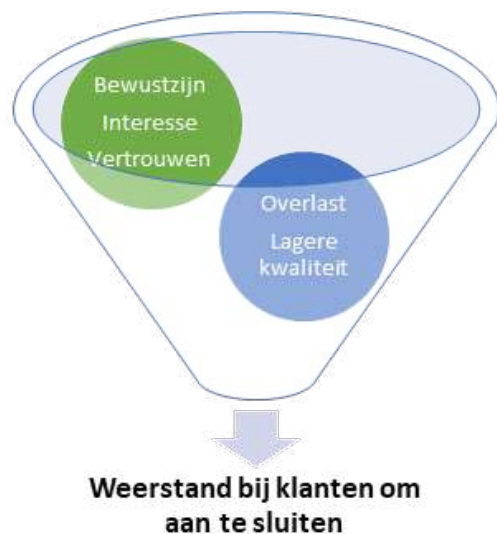 Bewustzijn
Interesse
Vertrouwen
Overlast
Lagere
kwaliteit
Weerstand bij klanten om
aan te sluiten